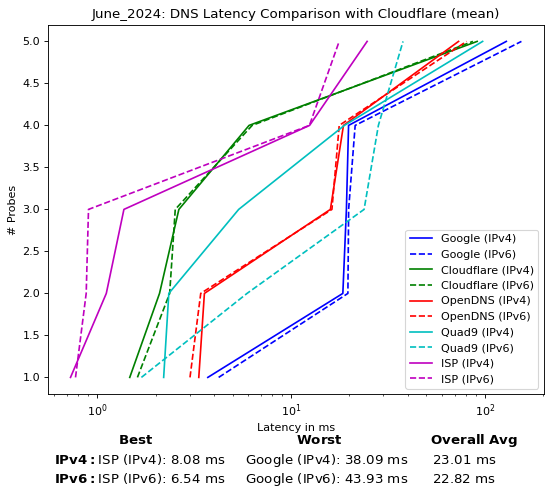 June_2024: DNS Latency Comparison with Cloudflare (mean)
5.0
4.5
4.0
3.5
3.0
2.5
2.0
1.5
1.0
# Probes
Google (IPv4)
Google (IPv6)
Cloudflare (IPv4)
Cloudflare (IPv6)
OpenDNS (IPv4)
OpenDNS (IPv6)
Quad9 (IPv4)
Quad9 (IPv6)
ISP (IPv4)
ISP (IPv6)
10⁰ 10¹ 10²
Latency in ms
Best Worst Overall Avg
IPv4: ISP (IPv4): 8.08 ms Google (IPv4): 38.09 ms 23.01 ms
IPv6: ISP (IPv6): 6.54 ms Google (IPv6): 43.93 ms 22.82 ms